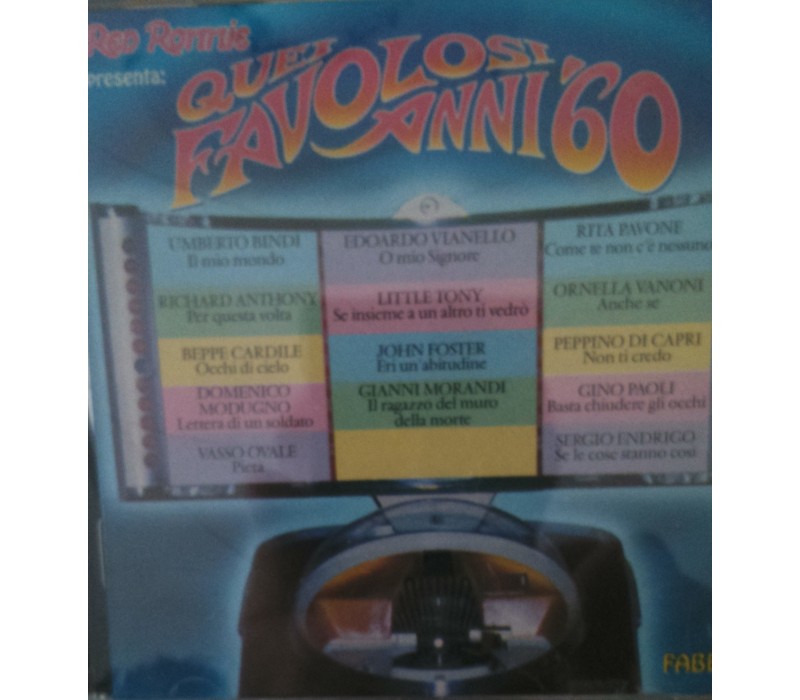 Red Ronnie
presenta:
QUEI
FAVOLOSI
ANNI '60
UMBERTO BINDI
Il mio mondo
RICHARD ANTHONY
Per questa volta
BEPPE CARDILE
Occhi di cielo
DOMENICO
MODUGNO
Lettera di un soldato
VASSO OVALE
Pietà
EDOARDO VIANELLO
O mio Signore
LITTLE TONY
Se insieme a un altro ti vedrò
JOHN FOSTER
Eri un'abitudine
GIANNI MORANDI
Il ragazzo del muro
della morte
RITA PAVONE
Come te non c'è nessuno
ORNELLA VANONI
Anche se
PEPPINO DI CAPRI
Non ti credo
GINO PAOLI
Basta chiudere gli occhi
SERGIO ENDRIGO
Se le cose stanno così
FABB